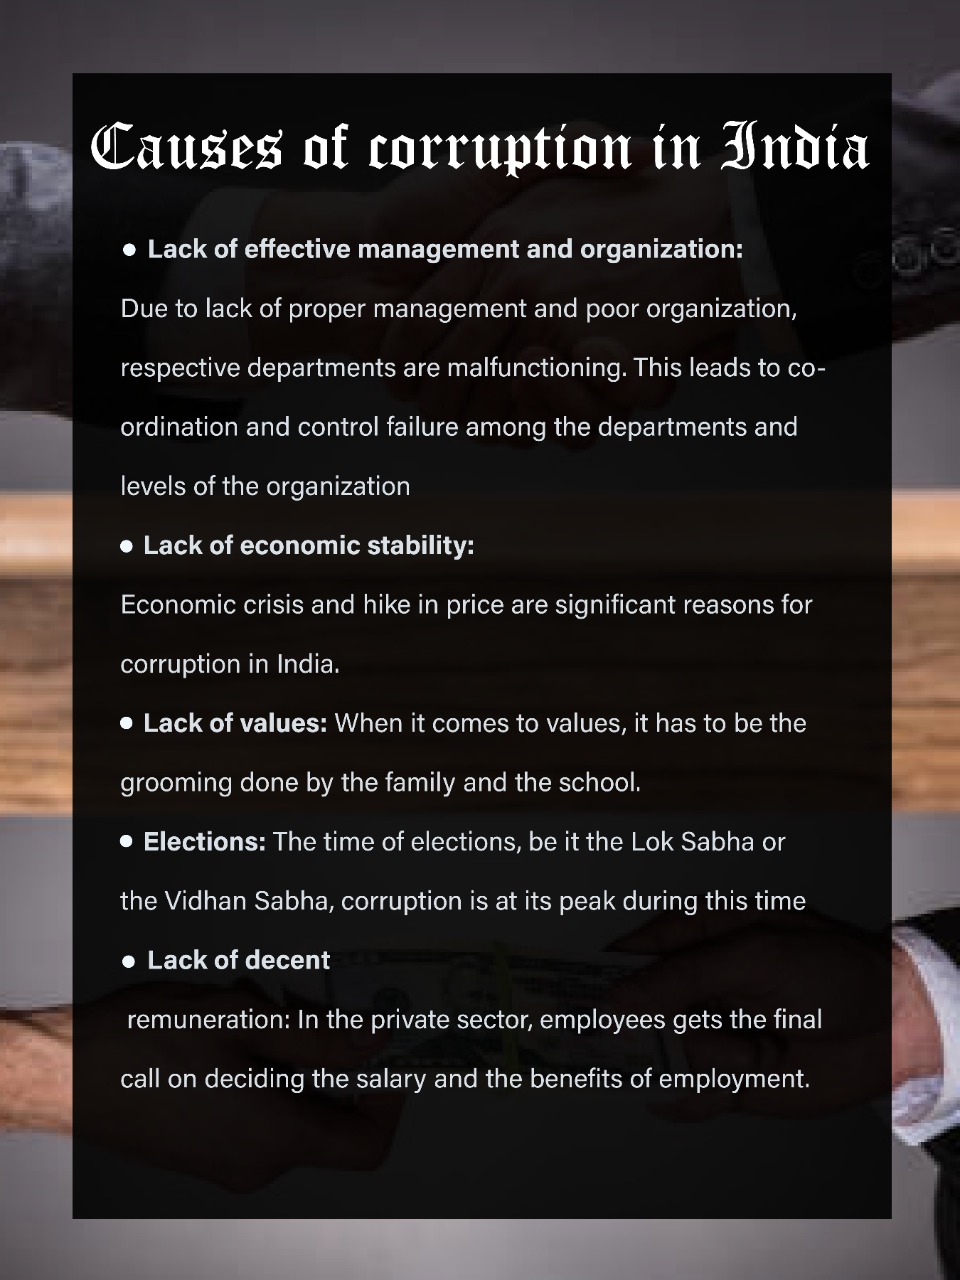 Causes of corruption in India
● Lack of effective management and organization:
Due to lack of proper management and poor organization,
respective departments are malfunctioning. This leads to co-
ordination and control failure among the departments and
levels of the organization
● Lack of economic stability:
Economic crisis and hike in price are significant reasons for
corruption in India.
● Lack of values: When it comes to values, it has to be the
grooming done by the family and the school.
● Elections: The time of elections, be it the Lok Sabha or
the Vidhan Sabha, corruption is at its peak during this time
● Lack of decent
remuneration: In the private sector, employees gets the final
call on deciding the salary and the benefits of employment.